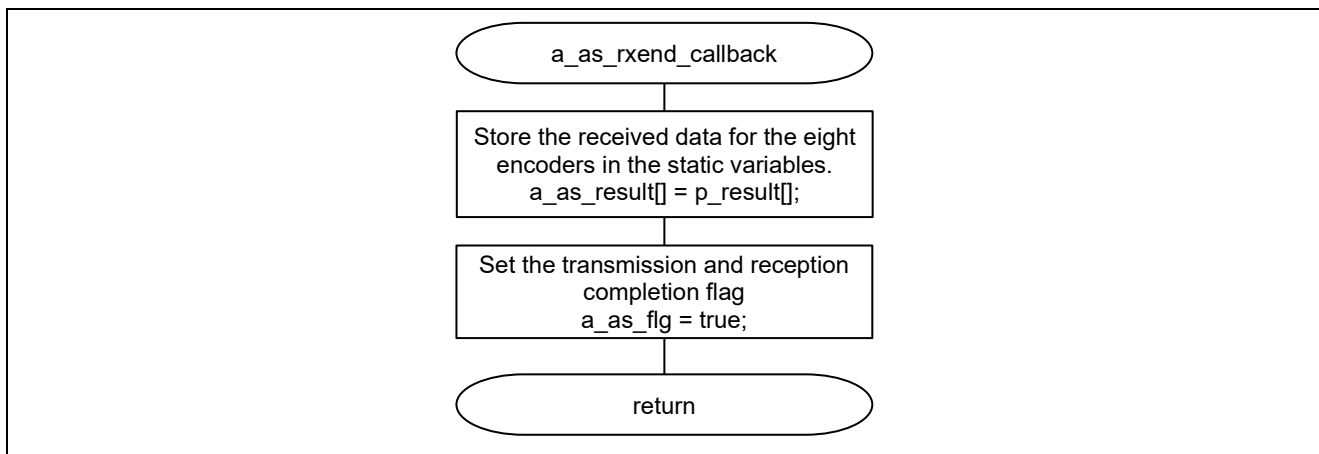 a_as_rxend_callback
Store the received data for the eight
encoders in the static variables.
a_as_result[] = p_result[];
Set the transmission and reception
completion flag
a_as_flg = true;
return